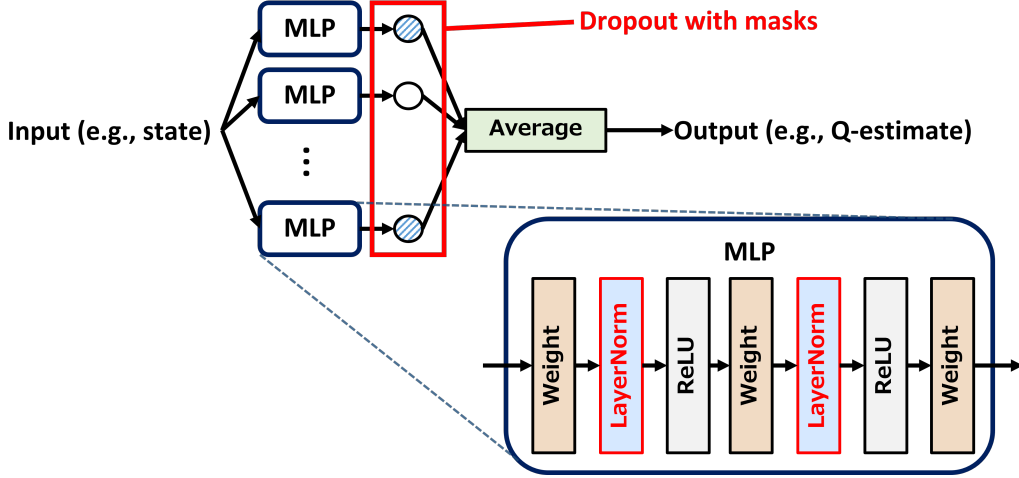 Dropout with masks
MLP
MLP
Input (e.g., state)
Average
Output (e.g., Q-estimate)
...
MLP
MLP
Weight
LayerNorm
ReLU
Weight
LayerNorm
ReLU
Weight